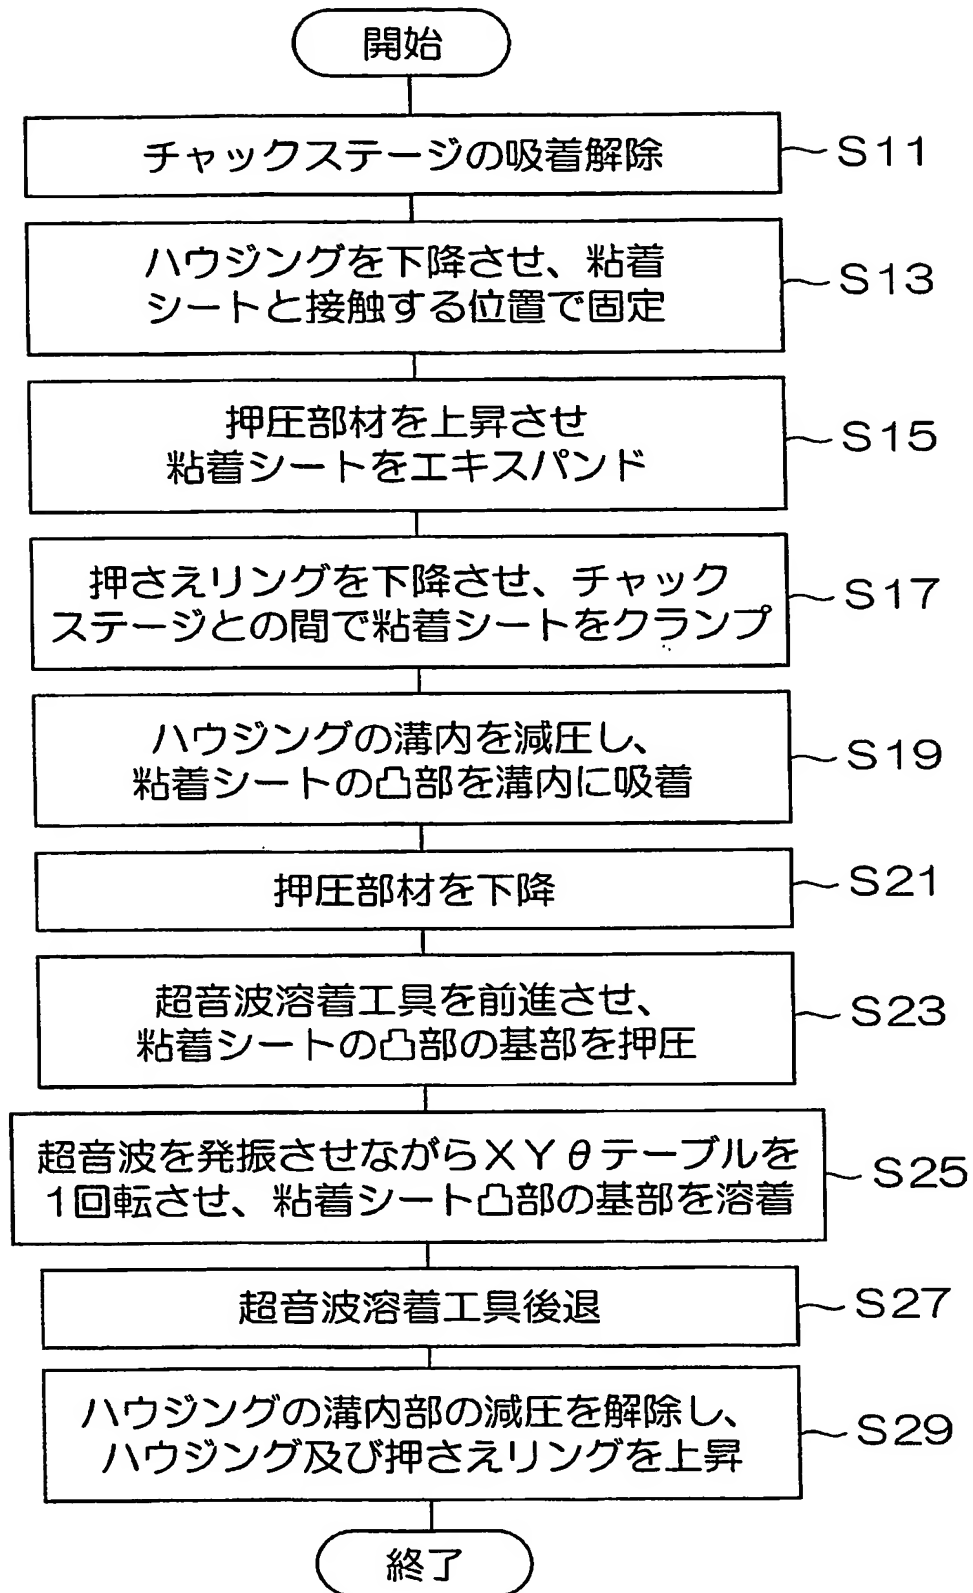 開始
チャックステージの吸着解除
S11
ハウジングを下降させ、粘着
シートと接触する位置で固定
S13
押圧部材を上昇させ
粘着シートをエキスパンド
S15
押さえリングを下降させ、チャック
ステージとの間で粘着シートをクランプ
S17
ハウジングの溝内を減圧し、
粘着シートの凸部を溝内に吸着
S19
押圧部材を下降
S21
超音波溶着工具を前進させ、
粘着シートの凸部の基部を押圧
S23
超音波を発振させながらXYθテーブルを
1回転させ、粘着シート凸部の基部を溶着
S25
超音波溶着工具後退
S27
ハウジングの溝内部の減圧を解除し、
ハウジング及び押さえリングを上昇
S29
終了